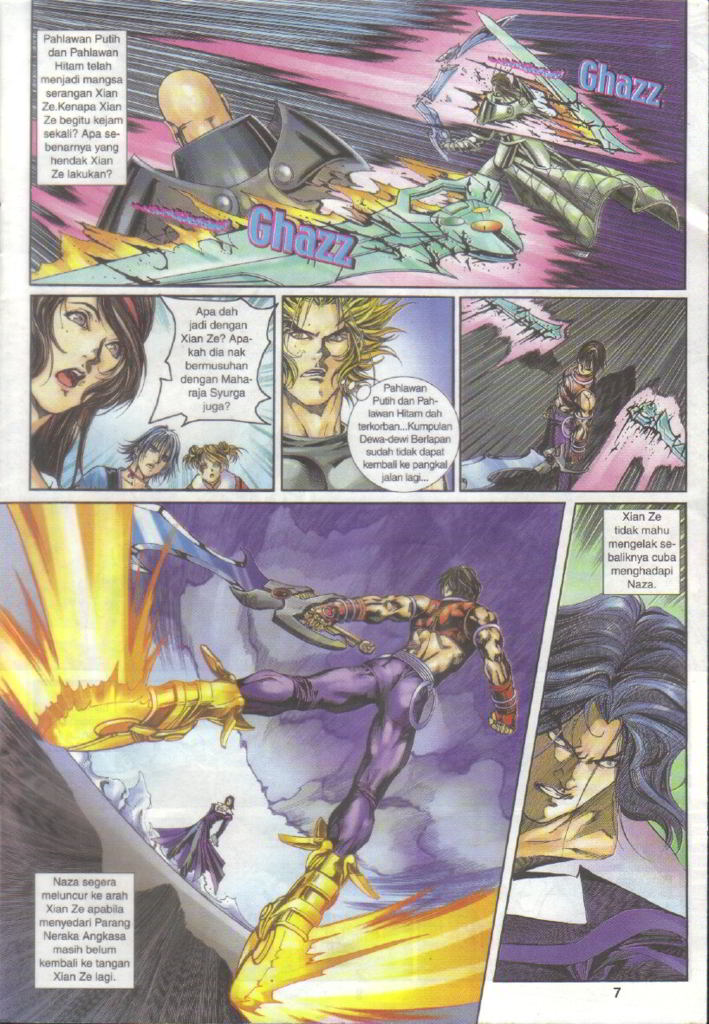 Pahlawan Putih
dan Pahlawan
Hitam telah
menjadi mangsa
serangan Xian
Ze.Kenapa Xian
Ze begitu kejam
sekali? Apa se-
benarnya yang
hendak Xian
Ze lakukan?
Ghazz
Ghazz
Apa dah
jadi dengan
Xian Ze? Apa-
kah dia nak
bermusuhan
dengan Maha-
raja Syurga
juga?
Pahlawan
Putih dan Pah-
lawan Hitam dah
terkorban...Kumpulan
Dewa-dewi Berlapan
sudah tidak dapat
kembali ke pangkal
jalan lagi...
Xian Ze
tidak mahu
mengelak se-
baliknya cuba
menghadapi
Naza.
Naza segera
meluncur ke arah
Xian Ze apabila
menyedari Parang
Neraka Angkasa
masih belum
kembali ke tangan
Xian Ze lagi.
7